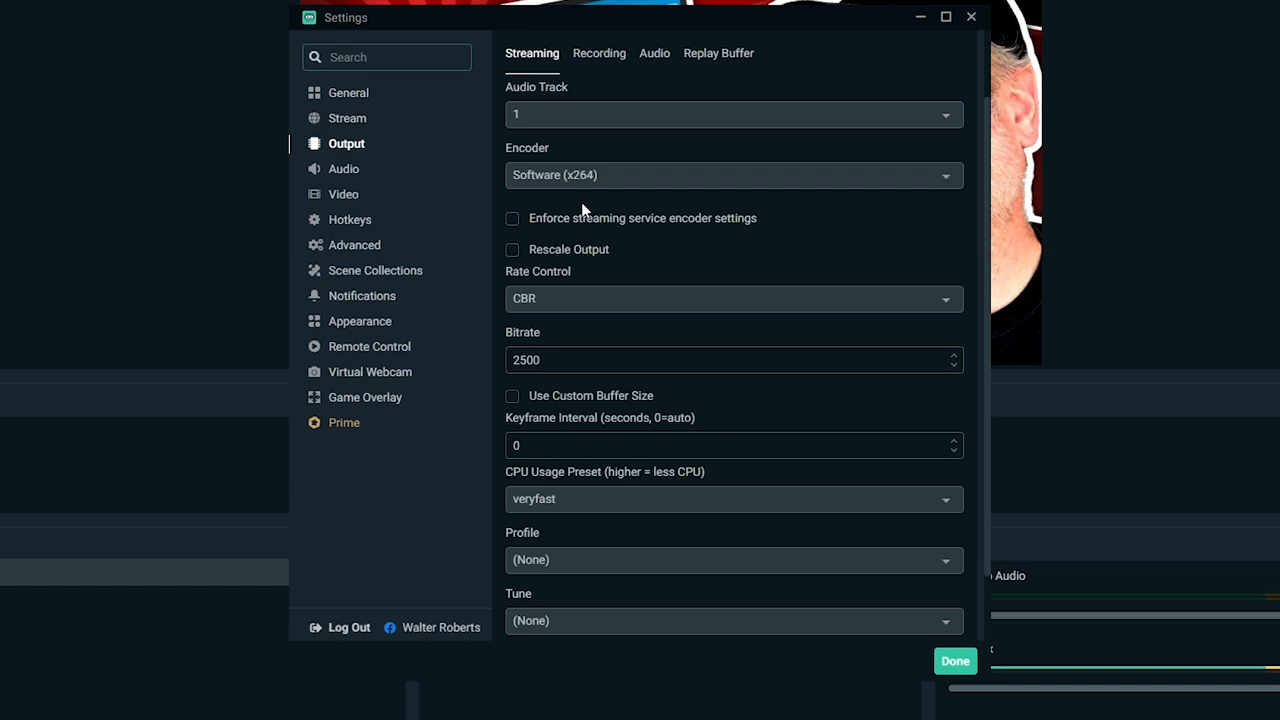 Settings
Search
General
Stream
Output
Audio
Video
Hotkeys
Advanced
Scene Collections
Notifications
Appearance
Remote Control
Virtual Webcam
Game Overlay
Prime
Log Out
Walter Roberts
Streaming Recording Audio Replay Buffer
Audio Track
1
Encoder
Software (x264)
Enforce streaming service encoder settings
Rescale Output
Rate Control
CBR
Bitrate
2500
Use Custom Buffer Size
Keyframe Interval (seconds, 0=auto)
0
CPU Usage Preset (higher = less CPU)
veryfast
Profile
(None)
Tune
(None)
Done
Audio